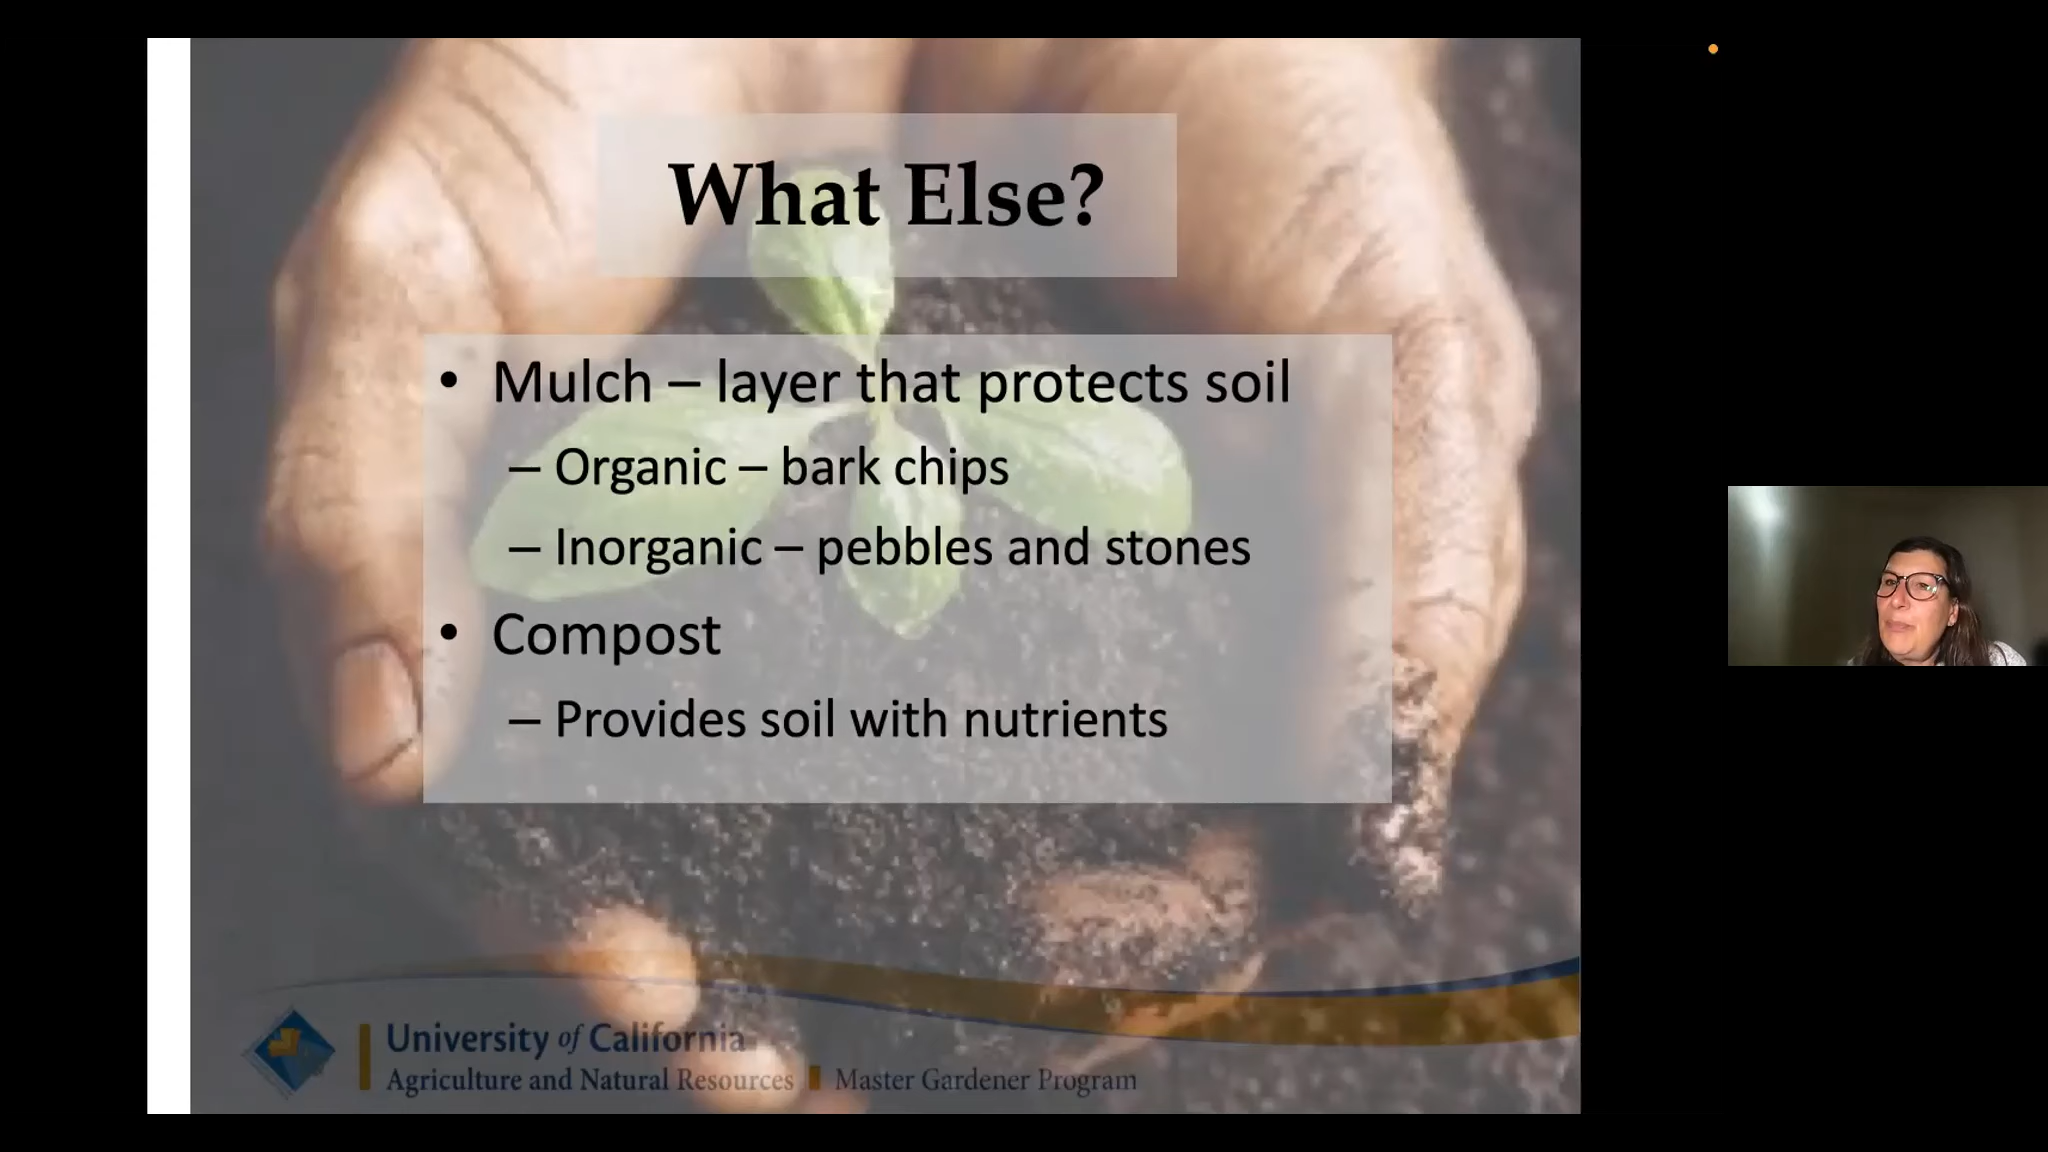 What Else?
• Mulch – layer that protects soil
– Organic – bark chips
– Inorganic – pebbles and stones
• Compost
– Provides soil with nutrients
University of California
Agriculture and Natural Resources Master Gardener Program